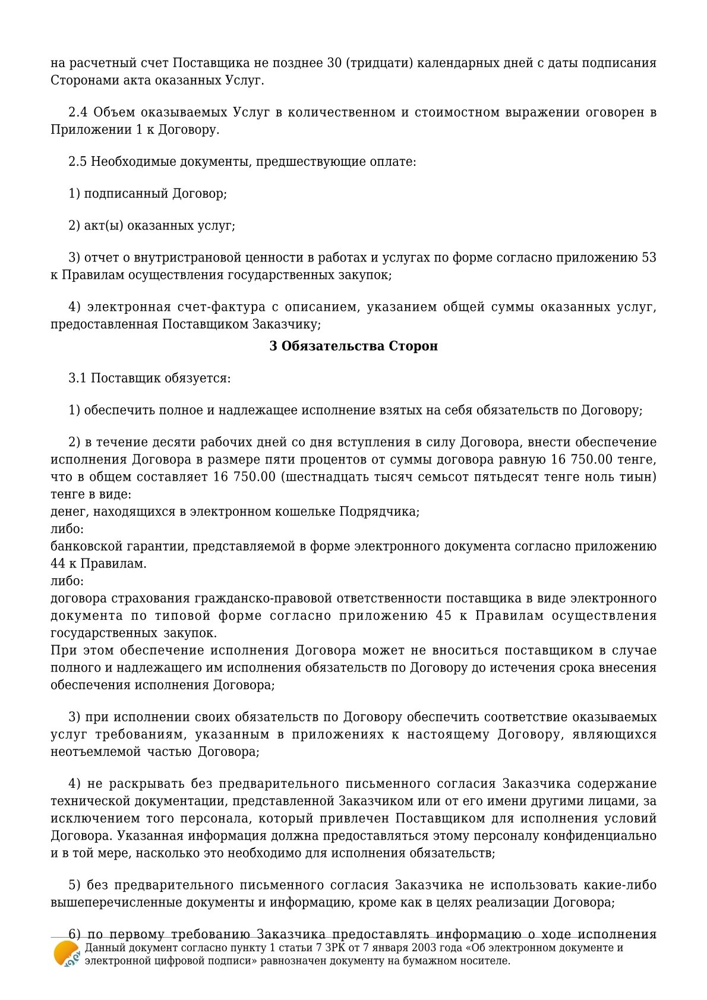 на расчетный счет Поставщика не позднее 30 (тридцати) календарных дней с даты подписания
Сторонами акта оказанных Услуг.
2.4 Объем оказываемых Услуг в количественном и стоимостном выражении оговорен в
Приложении 1 к Договору.
2.5 Необходимые документы, предшествующие оплате:
1) подписанный Договор;
2) акт(ы) оказанных услуг;
3) отчет о внутристрановой ценности в работах и услугах по форме согласно приложению 53
к Правилам осуществления государственных закупок;
4) электронная счет-фактура с описанием, указанием общей суммы оказанных услуг,
предоставленная Поставщиком Заказчику;
3 Обязательства Сторон
3.1 Поставщик обязуется:
1) обеспечить полное и надлежащее исполнение взятых на себя обязательств по Договору;
2) в течение десяти рабочих дней со дня вступления в силу Договора, внести обеспечение
исполнения Договора в размере пяти процентов от суммы договора равную 16 750.00 тенге,
что в общем составляет 16 750.00 (шестнадцать тысяч семьсот пятьдесят тенге ноль тиын)
тенге в виде:
денег, находящихся в электронном кошельке Подрядчика;
либо:
банковской гарантии, представляемой в форме электронного документа согласно приложению
44 к Правилам.
либо:
договора страхования гражданско-правовой ответственности поставщика в виде электронного
документа по типовой форме согласно приложению 45 к Правилам осуществления
государственных закупок.
При этом обеспечение исполнения Договора может не вноситься поставщиком в случае
полного и надлежащего им исполнения обязательств по Договору до истечения срока внесения
обеспечения исполнения Договора;
3) при исполнении своих обязательств по Договору обеспечить соответствие оказываемых
услуг требованиям, указанным в приложениях к настоящему Договору, являющихся
неотъемлемой частью Договора;
4) не раскрывать без предварительного письменного согласия Заказчика содержание
технической документации, представленной Заказчиком или от его имени другими лицами, за
исключением того персонала, который привлечен Поставщиком для исполнения условий
Договора. Указанная информация должна предоставляться этому персоналу конфиденциально
и в той мере, насколько это необходимо для исполнения обязательств;
5) без предварительного письменного согласия Заказчика не использовать какие-либо
вышеперечисленные документы и информацию, кроме как в целях реализации Договора;
6) по первому требованию Заказчика предоставлять информацию о ходе исполнения
Данный документ согласно пункту 1 статьи 7 ЗРК от 7 января 2003 года «Об электронном документе и
электронной цифровой подписи» равнозначен документу на бумажном носителе.